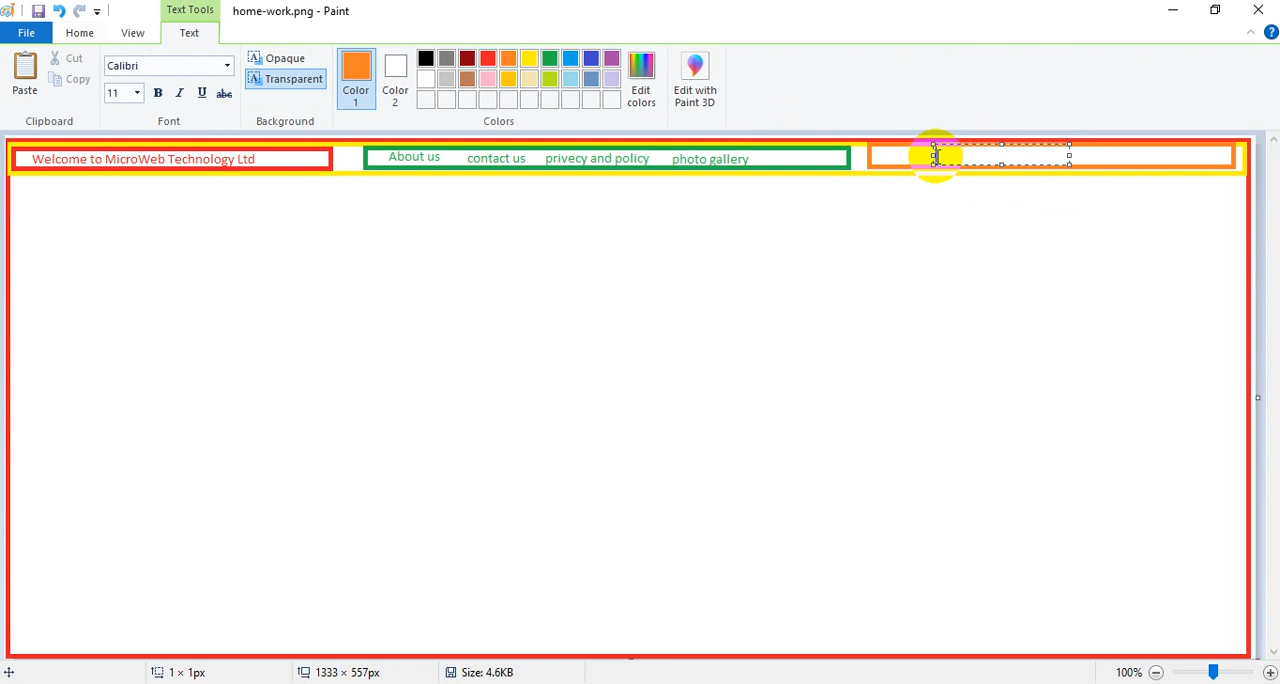 Text Tools
home-work.png - Paint
File
Home
View
Text
Paste
Cut
Copy
Clipboard
Calibri
11
B I U abc
Font
Opaque
Transparent
Background
Color 1
Color 2
Edit colors
Colors
Edit with Paint 3D
Welcome to MicroWeb Technology Ltd
About us
contact us
privecy and policy
photo gallery
1 × 1px
1333 × 557px
Size: 4.6KB
100%